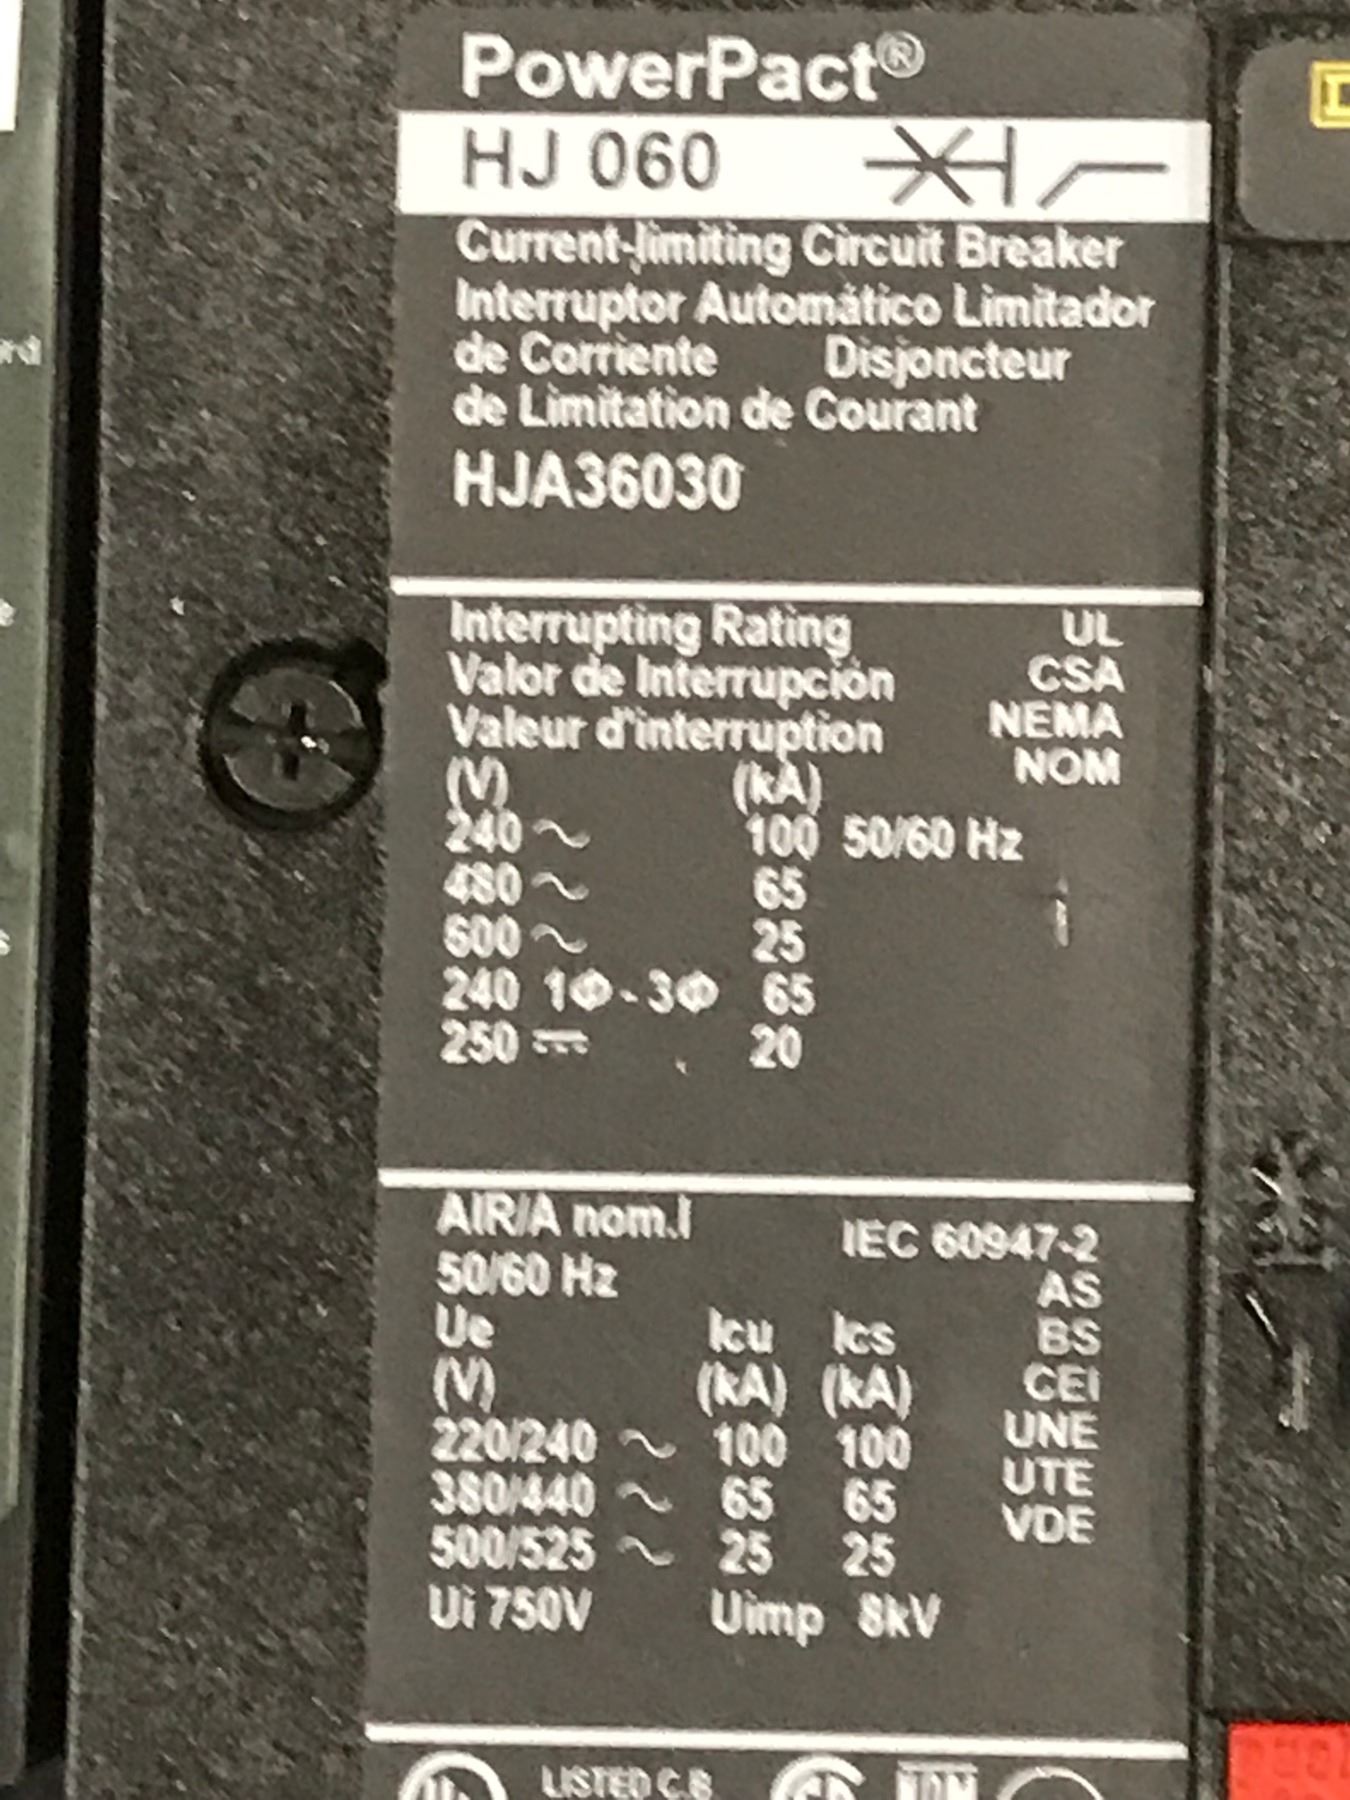 PowerPact®
HJ 060
Current-limiting Circuit Breaker
Interruptor Automático Limitador
de Corriente Disjoncteur
de Limitation de Courant
HJA36030
Interrupting Rating UL
Valor de Interrupción CSA
Valeur d'interruption NEMA
NOM
(V) (kA)
240 ~ 100 50/60 Hz
480 ~ 65
600 ~ 25
240 1Φ - 3Φ 65
250 ⎓ 20
AIR/A nom.I IEC 60947-2
50/60 Hz AS
Ue Icu Ics BS
(V) (kA) (kA) CEI
220/240 ~ 100 100 UNE
380/440 ~ 65 65 UTE
500/525 ~ 25 25 VDE
Ui 750V Uimp 8kV
LISTED C.B
NOM